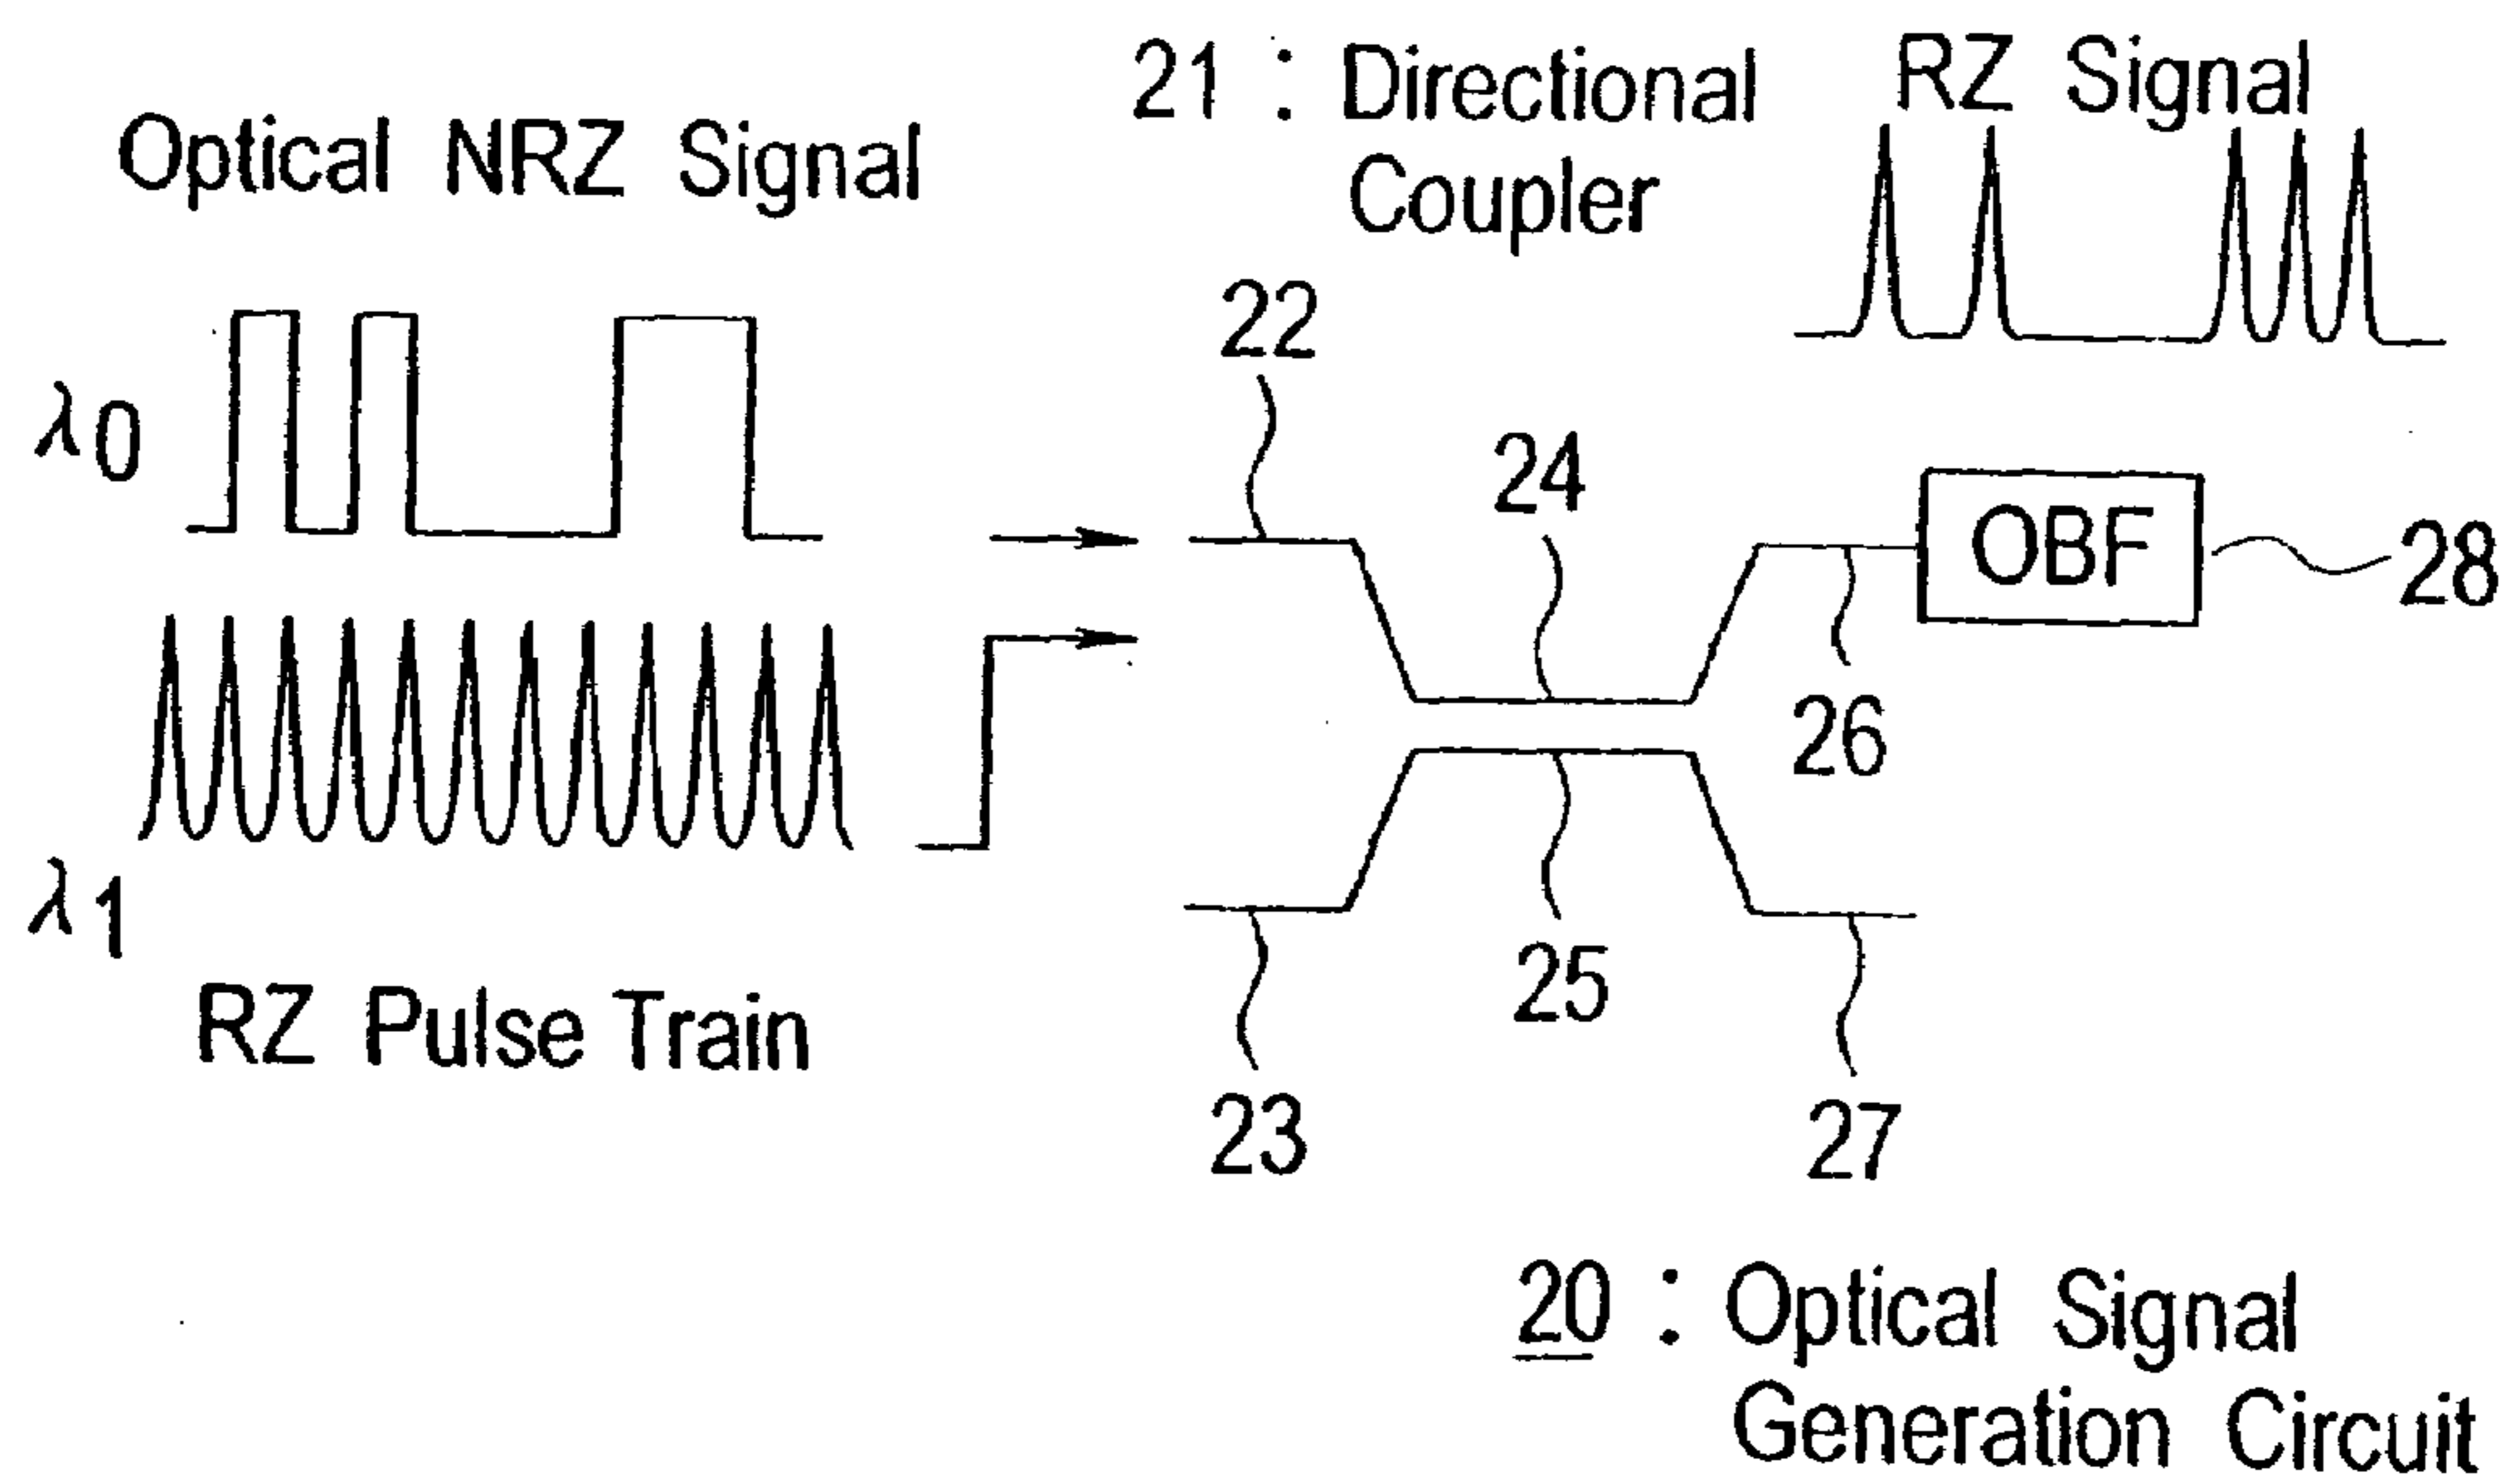 Optical NRZ Signal
21 : Directional
Coupler
RZ Signal
λ0
22
24
OBF
28
26
λ1
25
RZ Pulse Train
23
27
20 : Optical Signal
Generation Circuit